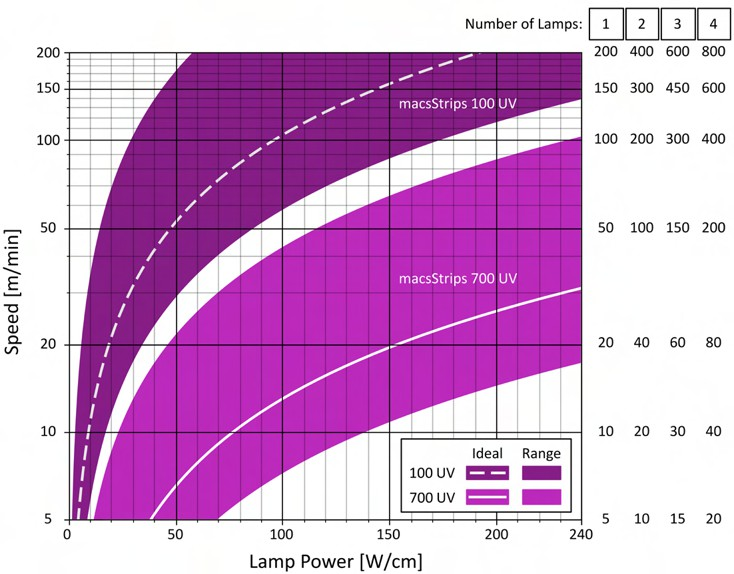 Number of Lamps: 1 2 3 4
200 200 400 600 800
150 150 300 450 600
macsStrips 100 UV
100 100 200 300 400
50 50 100 150 200
macsStrips 700 UV
20 20 40 60 80
10 10 20 30 40
Ideal Range
100 UV
700 UV
5 5 10 15 20
0 50 100 150 200 240
Speed [m/min]
Lamp Power [W/cm]